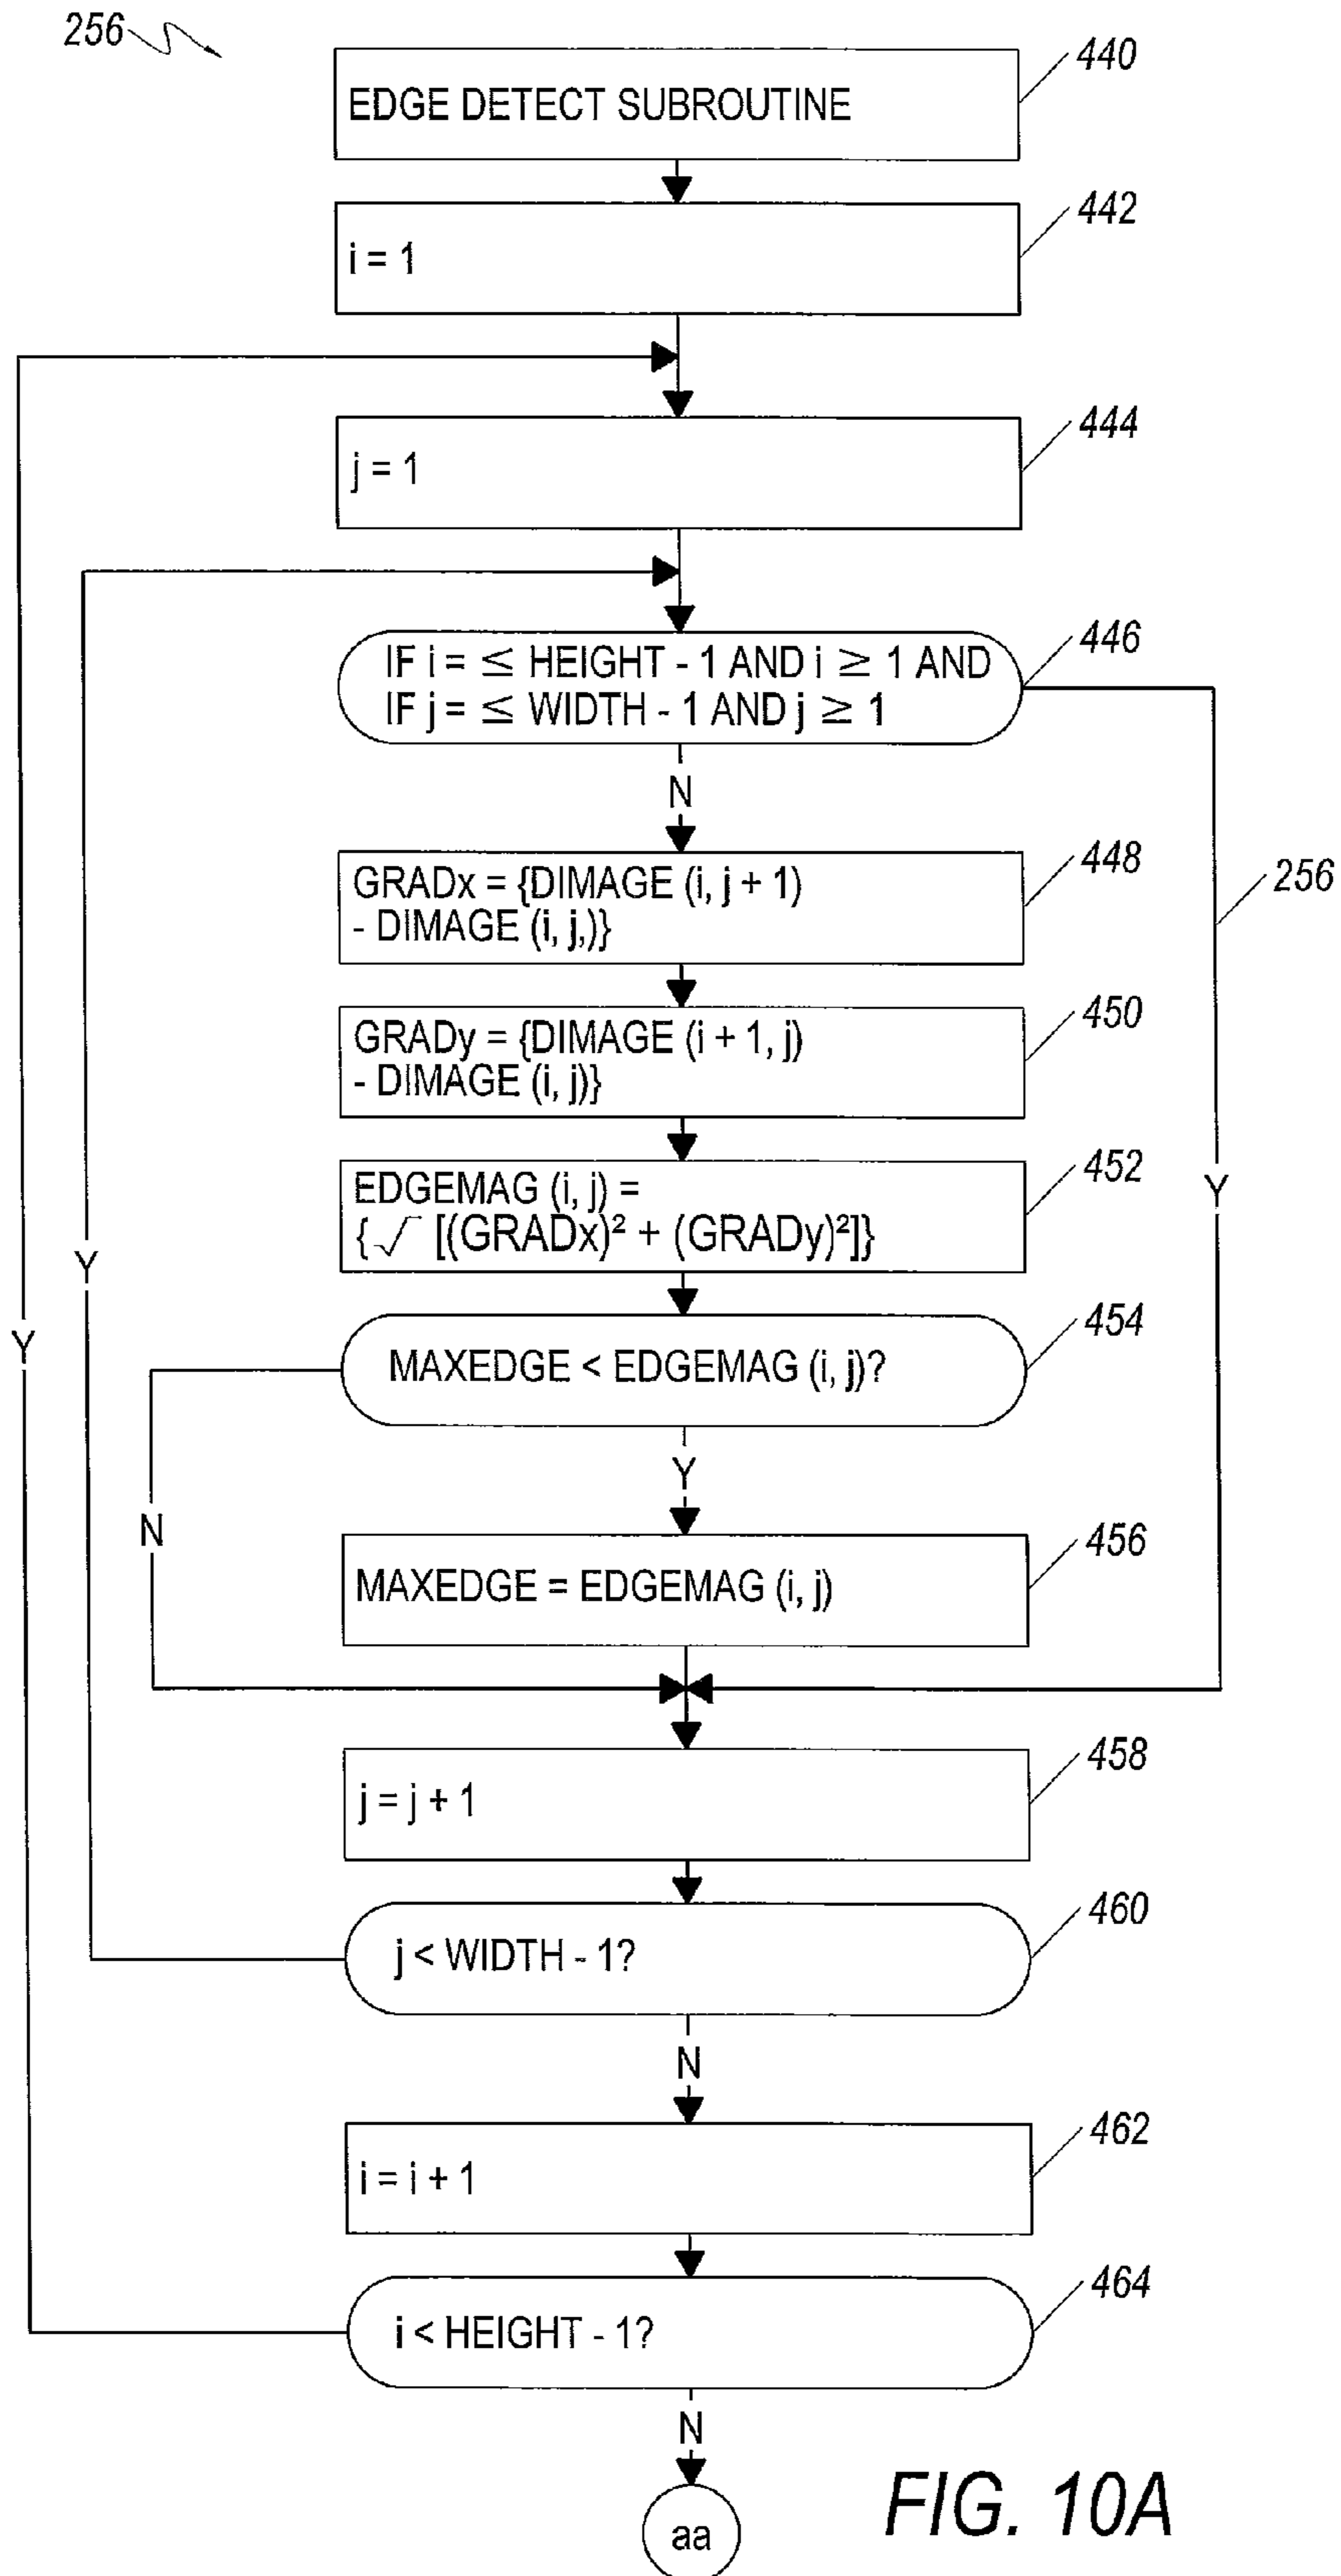 256
440
EDGE DETECT SUBROUTINE
442
i = 1
444
j = 1
446
IF i = ≤ HEIGHT - 1 AND i ≥ 1 AND
IF j = ≤ WIDTH - 1 AND j ≥ 1
N
448
GRADx = {DIMAGE (i, j + 1)
- DIMAGE (i, j,)}
256
450
GRADy = {DIMAGE (i + 1, j)
- DIMAGE (i, j)}
452
EDGEMAG (i, j) =
{√ [(GRADx)² + (GRADy)²]}
Y
Y
Y
454
MAXEDGE < EDGEMAG (i, j)?
Y
N
456
MAXEDGE = EDGEMAG (i, j)
458
j = j + 1
460
j < WIDTH - 1?
N
462
i = i + 1
464
i < HEIGHT - 1?
N
aa
FIG. 10A